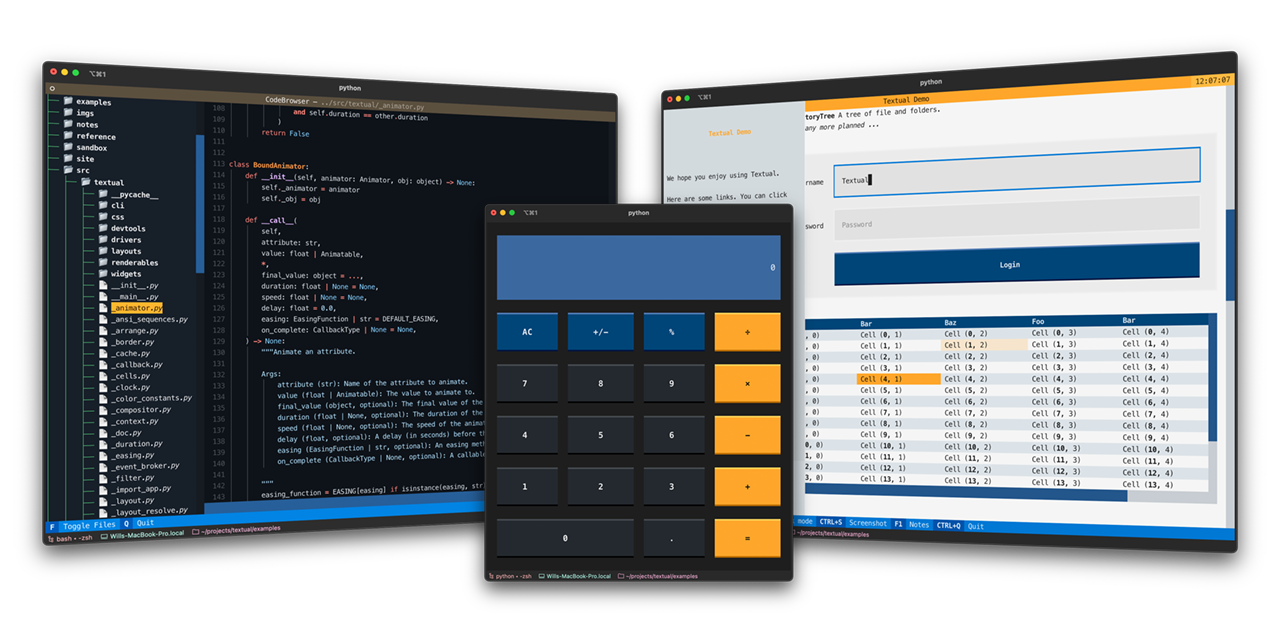 ⌥⌘1
python
CodeBrowser — ../src/textual/_animator.py
examples
imgs
notes
reference
sandbox
site
src
textual
__pycache__
cli
css
devtools
drivers
layouts
renderables
widgets
__init__.py
__main__.py
_animator.py
_ansi_sequences.py
_arrange.py
_border.py
_cache.py
_callback.py
_cells.py
_clock.py
_color_constants.py
_compositor.py
_context.py
_doc.py
_duration.py
_easing.py
_event_broker.py
_filter.py
_import_app.py
_layout.py
_layout_resolve.py
108 and self.duration == other.duration
109 )
110 return False
111
112
113 class BoundAnimator:
114 def __init__(self, animator: Animator, obj: object) -> None:
115 self._animator = animator
116 self._obj = obj
117
118 def __call__(
119 self,
120 attribute: str,
121 value: float | Animatable,
122 *,
123 final_value: object = ...,
124 duration: float | None = None,
125 speed: float | None = None,
126 delay: float = 0.0,
127 easing: EasingFunction | str = DEFAULT_EASING,
128 on_complete: CallbackType | None = None,
129 ) -> None:
130 """Animate an attribute.
131
132 Args:
133 attribute (str): Name of the attribute to animate.
134 value (float | Animatable): The value to animate to.
135 final_value (object, optional): The final value of the
136 duration (float | None, optional): The duration of the
137 speed (float | None, optional): The speed of the animat
138 delay (float, optional): A delay (in seconds) before th
139 easing (EasingFunction | str, optional): An easing meth
140 on_complete (CallbackType | None, optional): A callable
141
142 """
143 easing_function = EASING[easing] if isinstance(easing, str)
F Toggle Files Q Quit
bash • -zsh Wills-MacBook-Pro.local ~/projects/textual/examples
⌥⌘1
python
0
AC +/- % ÷
7 8 9 ×
4 5 6 -
1 2 3 +
0 . =
python • -zsh Wills-MacBook-Pro.local ~/projects/textual/examples
⌥⌘1
python
Textual Demo 12:07:07
Textual Demo
We hope you enjoy using Textual.
Here are some links. You can click
toryTree A tree of file and folders.
any more planned ...
rname Textual
sword Password
Login
Bar Baz Foo Bar
, 0) Cell (0, 1) Cell (0, 2) Cell (0, 3) Cell (0, 4)
, 0) Cell (1, 1) Cell (1, 2) Cell (1, 3) Cell (1, 4)
, 0) Cell (2, 1) Cell (2, 2) Cell (2, 3) Cell (2, 4)
, 0) Cell (3, 1) Cell (3, 2) Cell (3, 3) Cell (3, 4)
, 0) Cell (4, 1) Cell (4, 2) Cell (4, 3) Cell (4, 4)
, 0) Cell (5, 1) Cell (5, 2) Cell (5, 3) Cell (5, 4)
, 0) Cell (6, 1) Cell (6, 2) Cell (6, 3) Cell (6, 4)
, 0) Cell (7, 1) Cell (7, 2) Cell (7, 3) Cell (7, 4)
, 0) Cell (8, 1) Cell (8, 2) Cell (8, 3) Cell (8, 4)
, 0) Cell (9, 1) Cell (9, 2) Cell (9, 3) Cell (9, 4)
0, 0) Cell (10, 1) Cell (10, 2) Cell (10, 3) Cell (10, 4)
1, 0) Cell (11, 1) Cell (11, 2) Cell (11, 3) Cell (11, 4)
2, 0) Cell (12, 1) Cell (12, 2) Cell (12, 3) Cell (12, 4)
3, 0) Cell (13, 1) Cell (13, 2) Cell (13, 3) Cell (13, 4)
mode CTRL+S Screenshot F1 Notes CTRL+Q Quit
~/projects/textual/examples